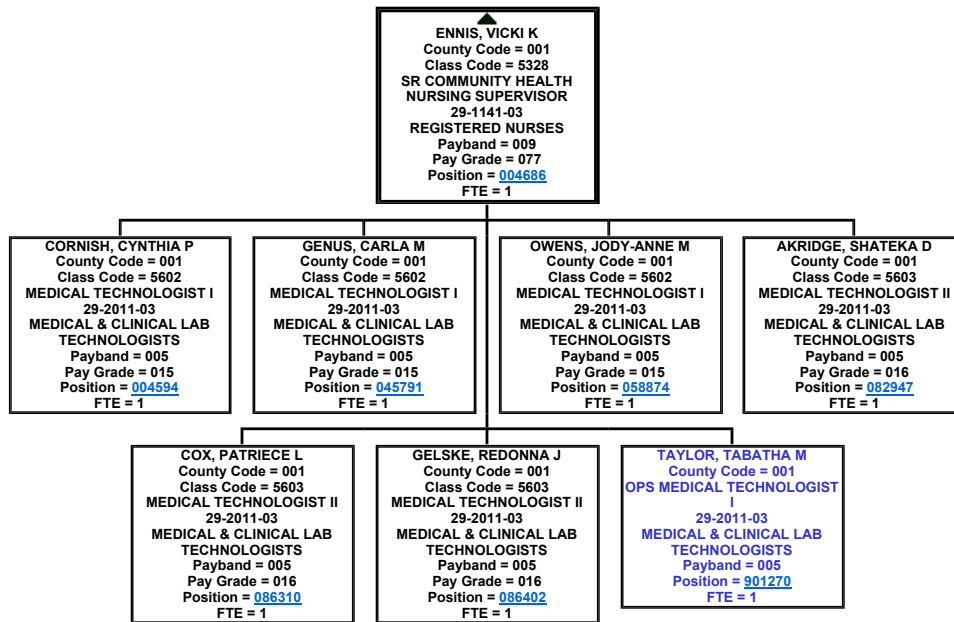 ENNIS, VICKI K
County Code = 001
Class Code = 5328
SR COMMUNITY HEALTH
NURSING SUPERVISOR
29-1141-03
REGISTERED NURSES
Payband = 009
Pay Grade = 077
Position = 004686
FTE = 1
CORNISH, CYNTHIA P
County Code = 001
Class Code = 5602
MEDICAL TECHNOLOGIST I
29-2011-03
MEDICAL & CLINICAL LAB
TECHNOLOGISTS
Payband = 005
Pay Grade = 015
Position = 004594
FTE = 1
GENUS, CARLA M
County Code = 001
Class Code = 5602
MEDICAL TECHNOLOGIST I
29-2011-03
MEDICAL & CLINICAL LAB
TECHNOLOGISTS
Payband = 005
Pay Grade = 015
Position = 045791
FTE = 1
OWENS, JODY-ANNE M
County Code = 001
Class Code = 5602
MEDICAL TECHNOLOGIST I
29-2011-03
MEDICAL & CLINICAL LAB
TECHNOLOGISTS
Payband = 005
Pay Grade = 015
Position = 058874
FTE = 1
AKRIDGE, SHATEKA D
County Code = 001
Class Code = 5603
MEDICAL TECHNOLOGIST II
29-2011-03
MEDICAL & CLINICAL LAB
TECHNOLOGISTS
Payband = 005
Pay Grade = 016
Position = 082947
FTE = 1
COX, PATRIECE L
County Code = 001
Class Code = 5603
MEDICAL TECHNOLOGIST II
29-2011-03
MEDICAL & CLINICAL LAB
TECHNOLOGISTS
Payband = 005
Pay Grade = 016
Position = 086310
FTE = 1
GELSKE, REDONNA J
County Code = 001
Class Code = 5603
MEDICAL TECHNOLOGIST II
29-2011-03
MEDICAL & CLINICAL LAB
TECHNOLOGISTS
Payband = 005
Pay Grade = 016
Position = 086402
FTE = 1
TAYLOR, TABATHA M
County Code = 001
OPS MEDICAL TECHNOLOGIST
I
29-2011-03
MEDICAL & CLINICAL LAB
TECHNOLOGISTS
Payband = 005
Position = 901270
FTE = 1